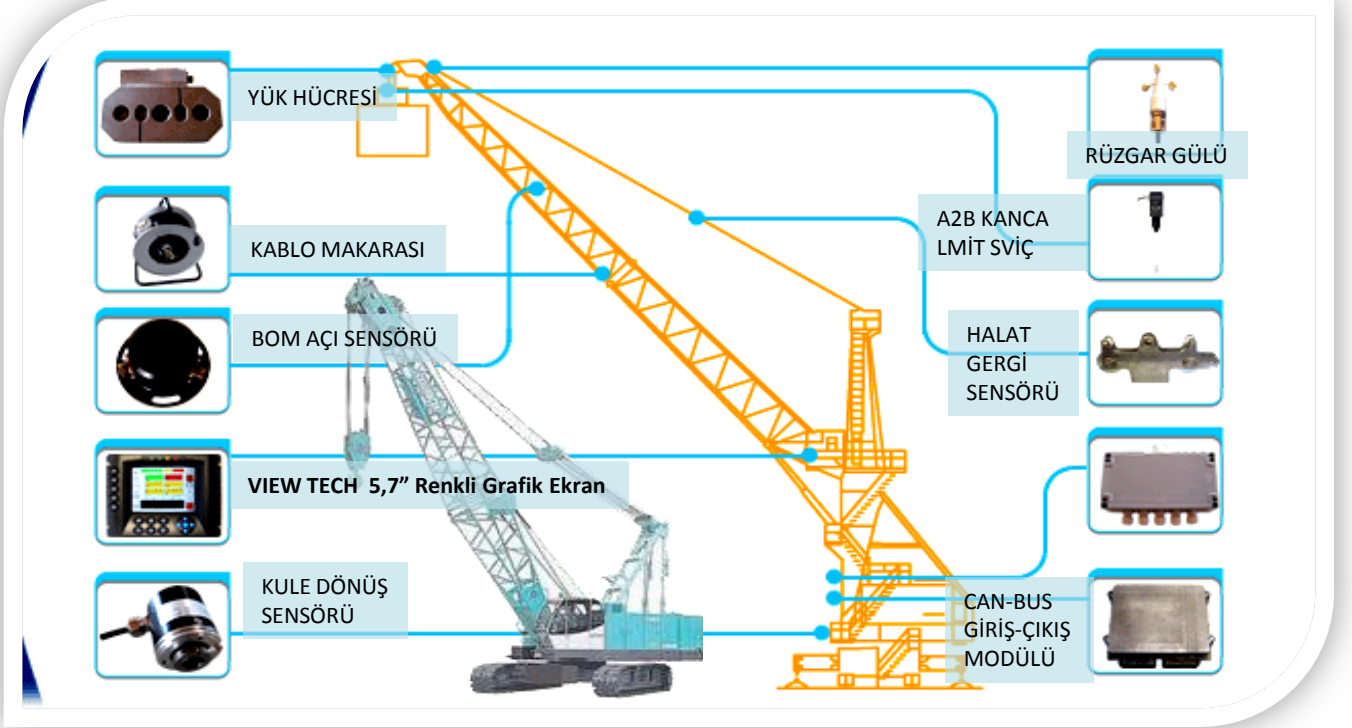 YÜK HÜCRESİ
RÜZGAR GÜLÜ
A2B KANCA
LMİT SVİÇ
KABLO MAKARASI
BOM AÇI SENSÖRÜ
HALAT
GERGİ
SENSÖRÜ
VIEW TECH 5,7” Renkli Grafik Ekran
KULE DÖNÜŞ
SENSÖRÜ
CAN-BUS
GİRİŞ-ÇIKIŞ
MODÜLÜ